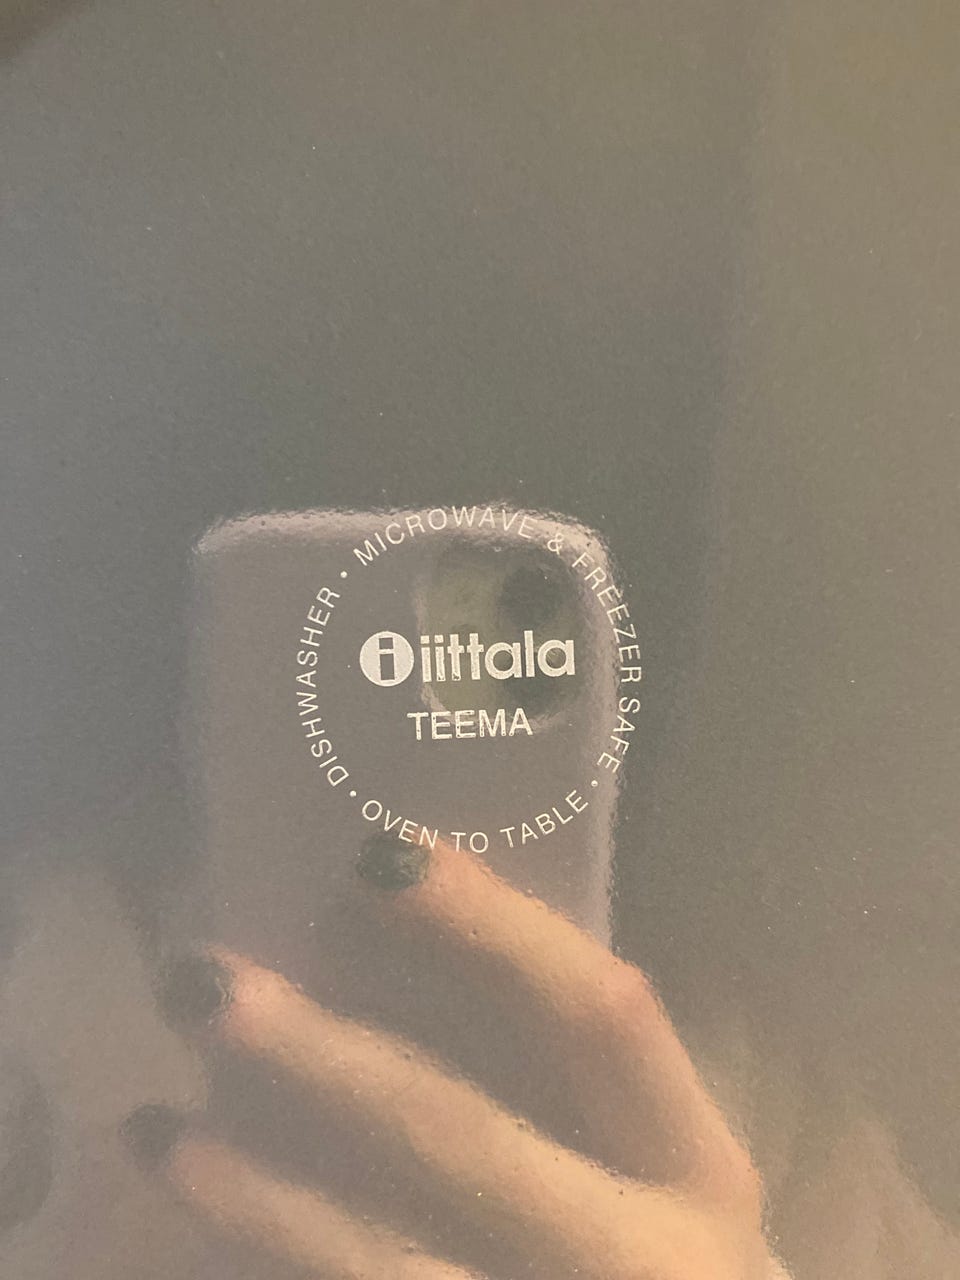 DISHWASHER • MICROWAVE & FREEZER SAFE • OVEN TO TABLE •
i iittala
TEEMA